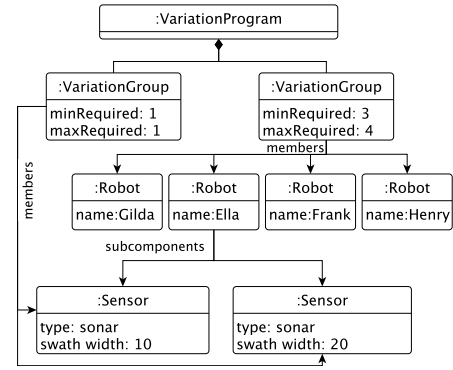 :VariationProgram
:VariationGroup
minRequired: 1
maxRequired: 1
:VariationGroup
minRequired: 3
maxRequired: 4
members
members
:Robot
name:Gilda
:Robot
name:Ella
:Robot
name:Frank
:Robot
name:Henry
subcomponents
:Sensor
type: sonar
swath width: 10
:Sensor
type: sonar
swath width: 20